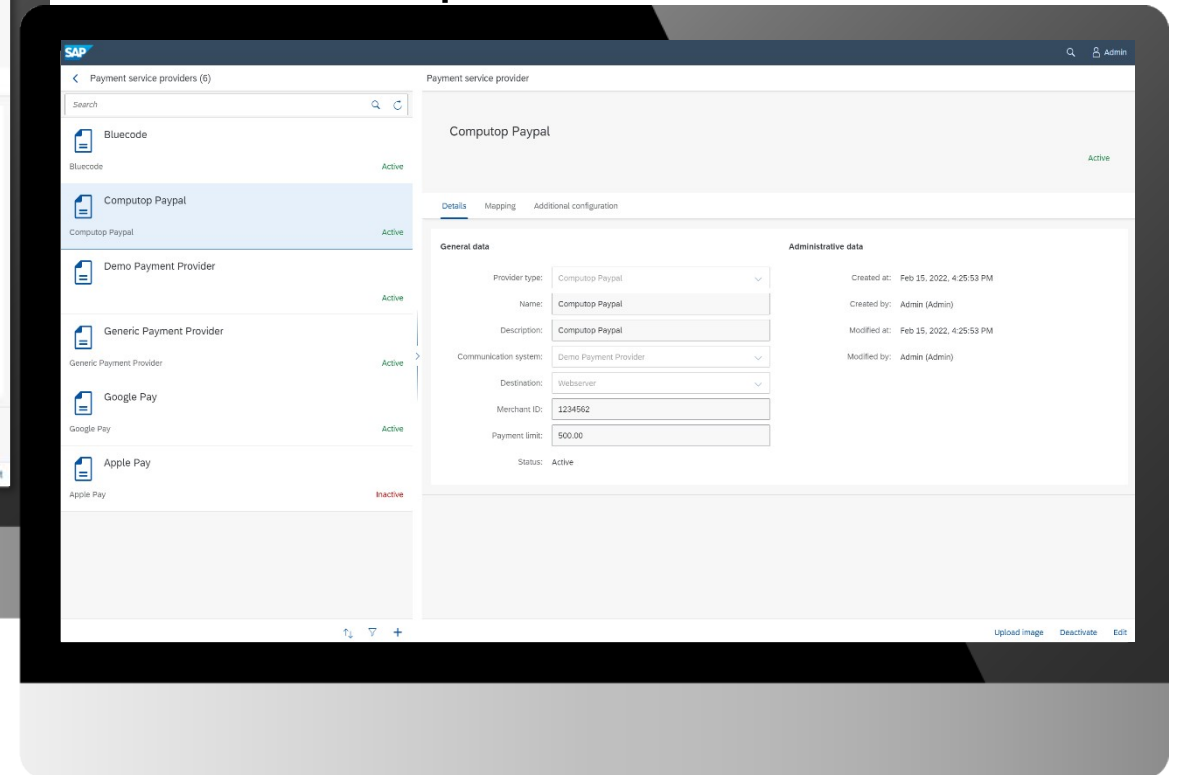 SAP
Admin
Payment service providers (6)
Payment service provider
Search
Bluecode
Bluecode Active
Computop Paypal
Computop Paypal Active
Demo Payment Provider
Active
Generic Payment Provider
Generic Payment Provider Active
Google Pay
Google Pay Active
Apple Pay
Apple Pay Inactive
Computop Paypal
Active
Details Mapping Additional configuration
General data
Provider type: Computop Paypal
Name: Computop Paypal
Description: Computop Paypal
Communication system: Demo Payment Provider
Destination: Webserver
Merchant ID: 1234562
Payment limit: 500.00
Status: Active
Administrative data
Created at: Feb 15, 2022, 4:25:53 PM
Created by: Admin (Admin)
Modified at: Feb 15, 2022, 4:25:53 PM
Modified by: Admin (Admin)
Upload image Deactivate Edit